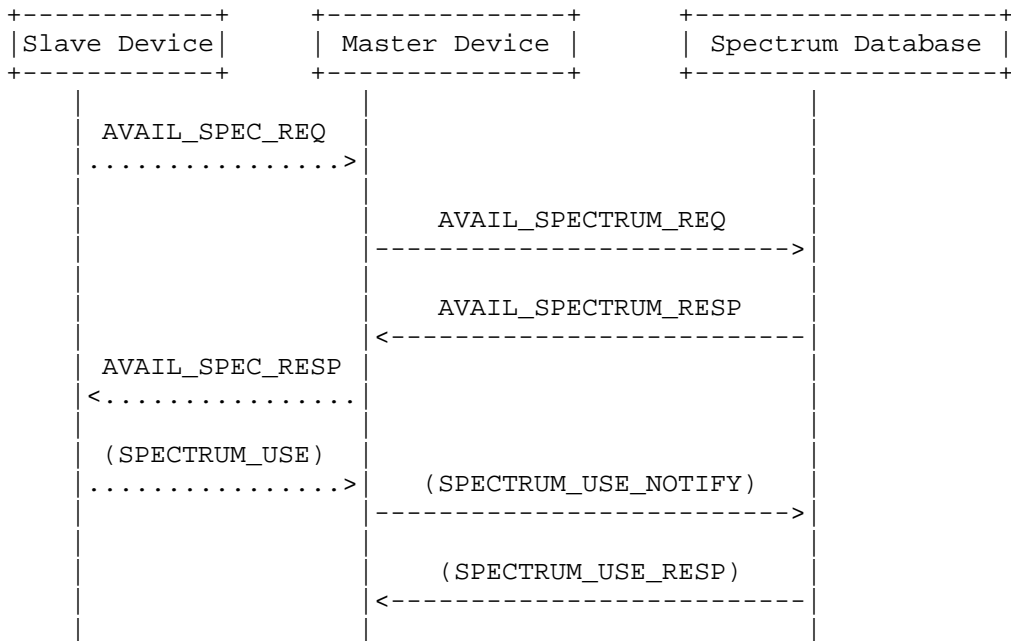 Slave Device
Master Device
Spectrum Database
AVAIL_SPEC_REQ
AVAIL_SPECTRUM_REQ
AVAIL_SPECTRUM_RESP
AVAIL_SPEC_RESP
(SPECTRUM_USE)
(SPECTRUM_USE_NOTIFY)
(SPECTRUM_USE_RESP)